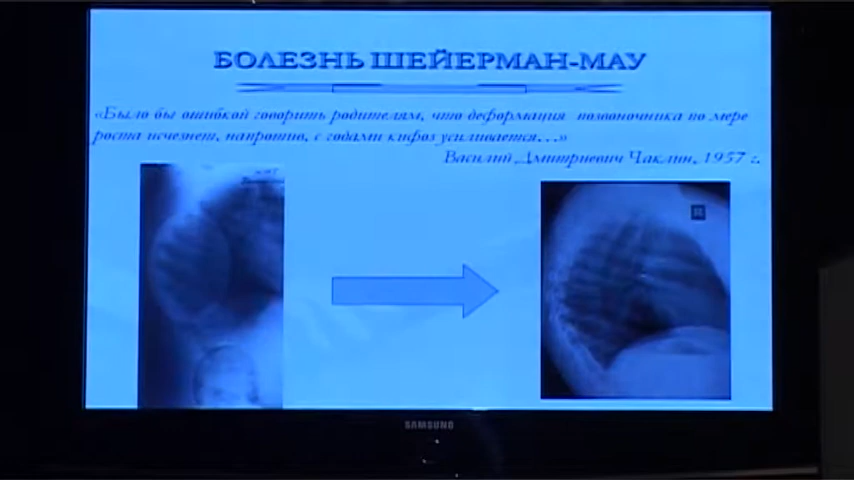 БОЛЕЗНЬ ШЕЙЕРМАН-МАУ
«Было бы ошибкой говорить родителям, что деформация позвоночника по мере
роста исчезнет, напротив, с годами кифоз усиливается…»
Василий Дмитриевич Чаклин, 1957 г.
SAMSUNG